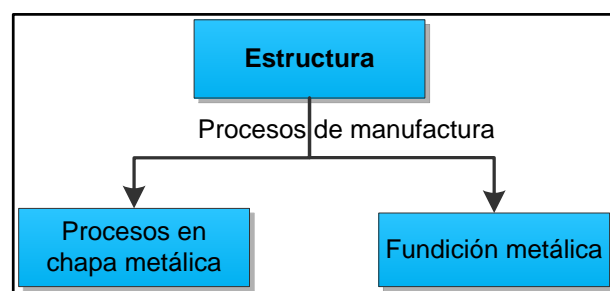 Estructura
Procesos de manufactura
Procesos en
chapa metálica
Fundición metálica